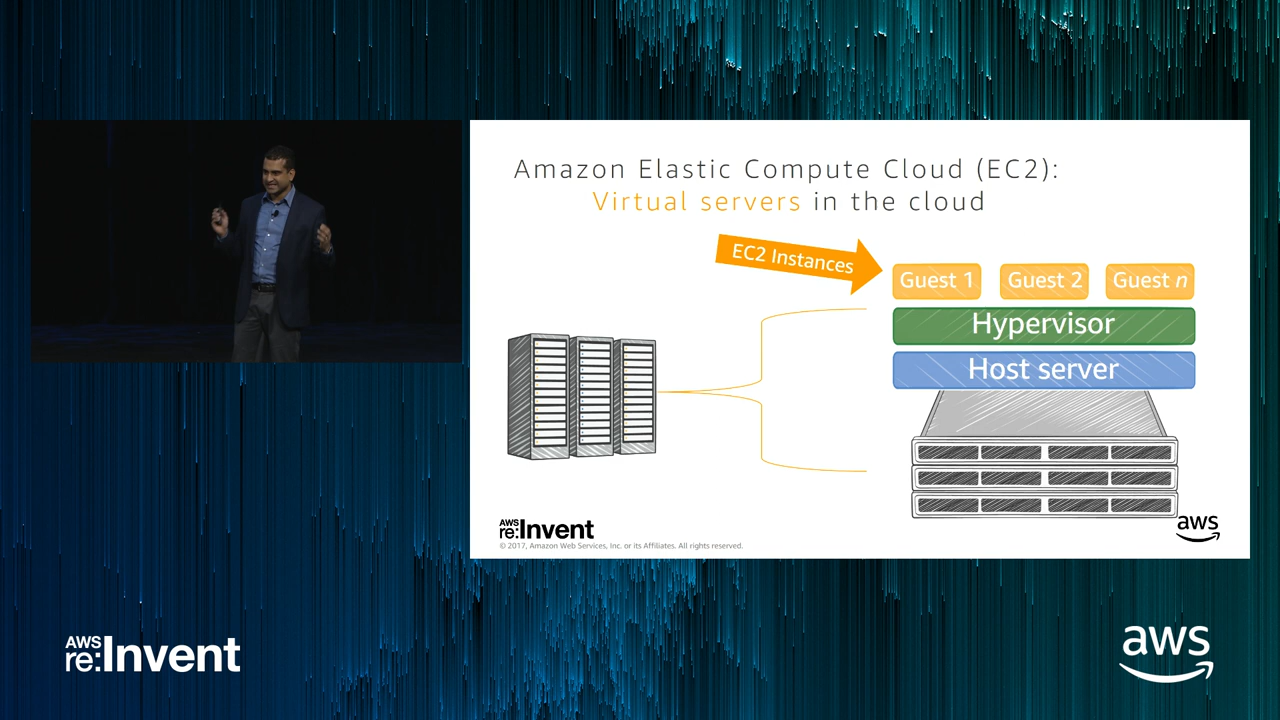 Amazon Elastic Compute Cloud (EC2):
Virtual servers in the cloud
EC2 Instances
Guest 1
Guest 2
Guest n
Hypervisor
Host server
AWS
re:Invent
© 2017, Amazon Web Services, Inc. or its Affiliates. All rights reserved.
aws
AWS
re:Invent
aws